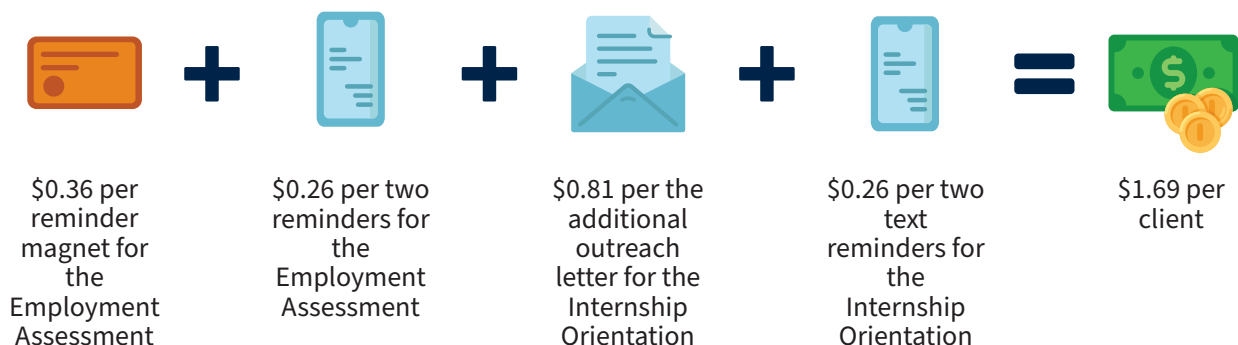 $0.36 per
reminder
magnet for
the
Employment
Assessment
$0.26 per two
reminders for
the
Employment
Assessment
$0.81 per the
additional
outreach
letter for the
Internship
Orientation
$0.26 per two
text
reminders for
the
Internship
Orientation
$1.69 per
client